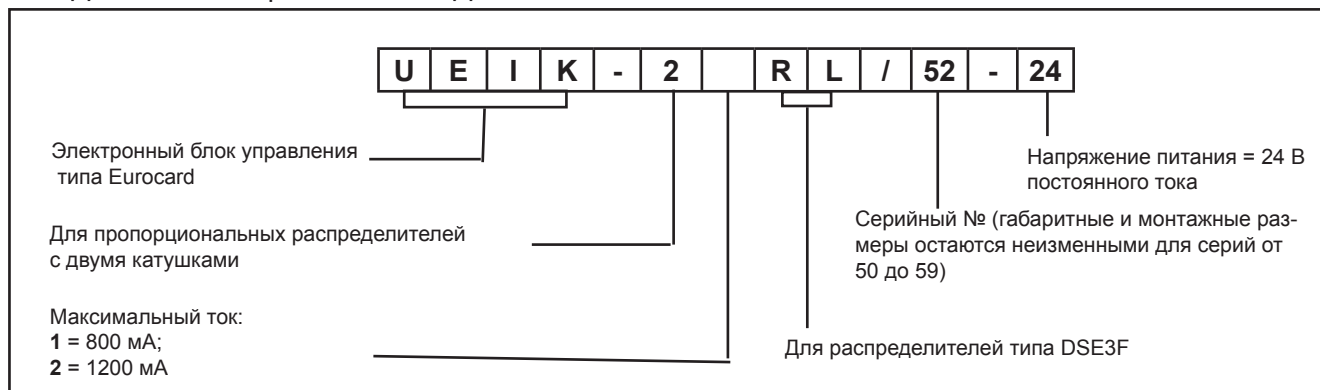 UEIK-2 RL/52-24
Электронный блок управления
типа Eurocard
Напряжение питания = 24 В
постоянного тока
Для пропорциональных распределителей
с двумя катушками
Серийный № (габаритные и монтажные раз-
меры остаются неизменными для серий от
50 до 59)
Максимальный ток:
1 = 800 мА;
2 = 1200 мА
Для распределителей типа DSE3F